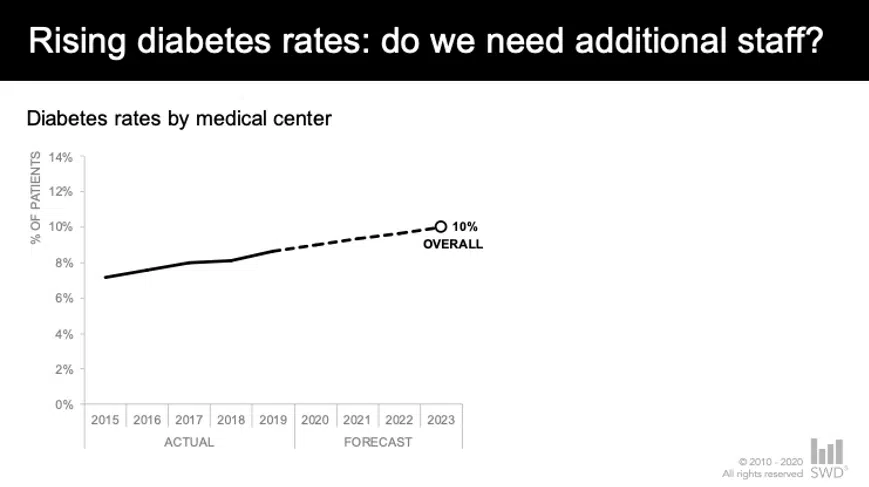 Rising diabetes rates: do we need additional staff?
Diabetes rates by medical center
% OF PATIENTS
14%
12%
10%
8%
6%
4%
2%
0%
10%
OVERALL
2015 2016 2017 2018 2019 2020 2021 2022 2023
ACTUAL FORECAST
© 2010 - 2020
All rights reserved
SWD